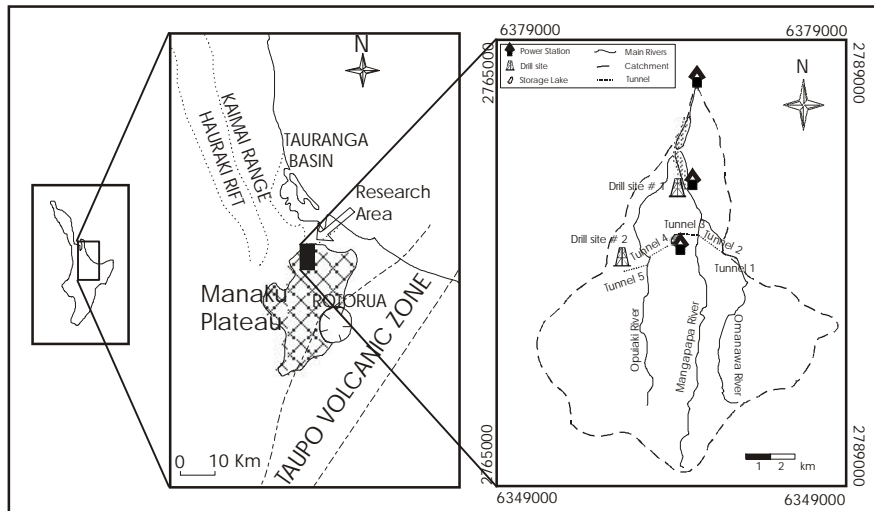 N
KAIMAI RANGE
HAURAKI RIFT
TAURANGA
BASIN
Research
Area
Manaku
Plateau
ROTORUA
TAUPO VOLCANIC ZONE
0 10 Km
6379000
6379000
2765000
2789000
Power Station
Main Rivers
Drill site
Catchment
Storage Lake
Tunnel
N
Drill site # 1
Tunnel 3
Drill site # 2
Tunnel 4
Tunnel 2
Tunnel 5
Tunnel 1
Opuiaki River
Mangapapa River
Omanawa River
2765000
2789000
1 2 km
6349000
6349000